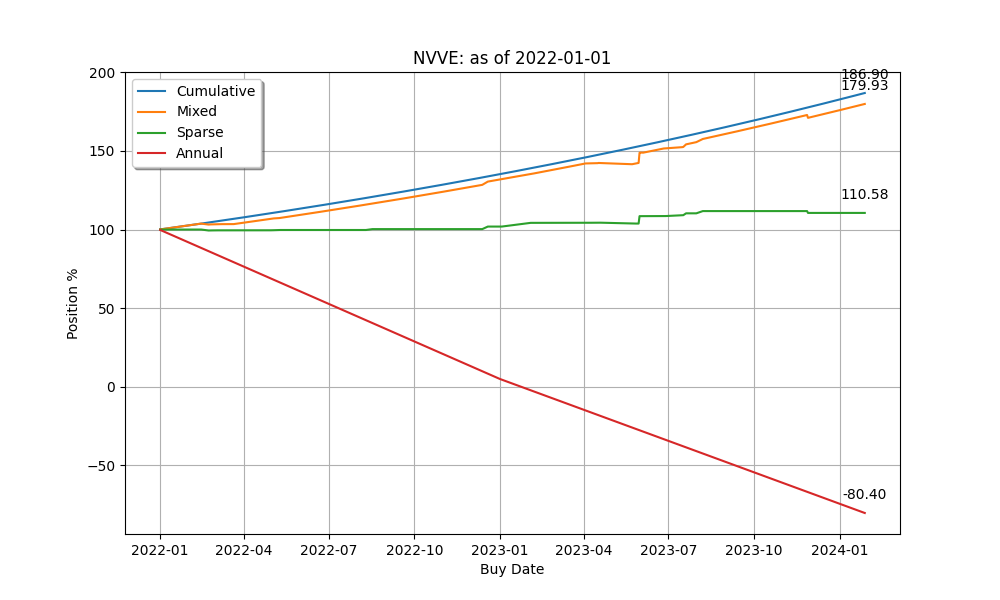 NVVE: as of 2022-01-01
200
150
100
50
0
−50
Position %
Cumulative
Mixed
Sparse
Annual
186.90
179.93
110.58
-80.40
2022-01
2022-04
2022-07
2022-10
2023-01
2023-04
2023-07
2023-10
2024-01
Buy Date